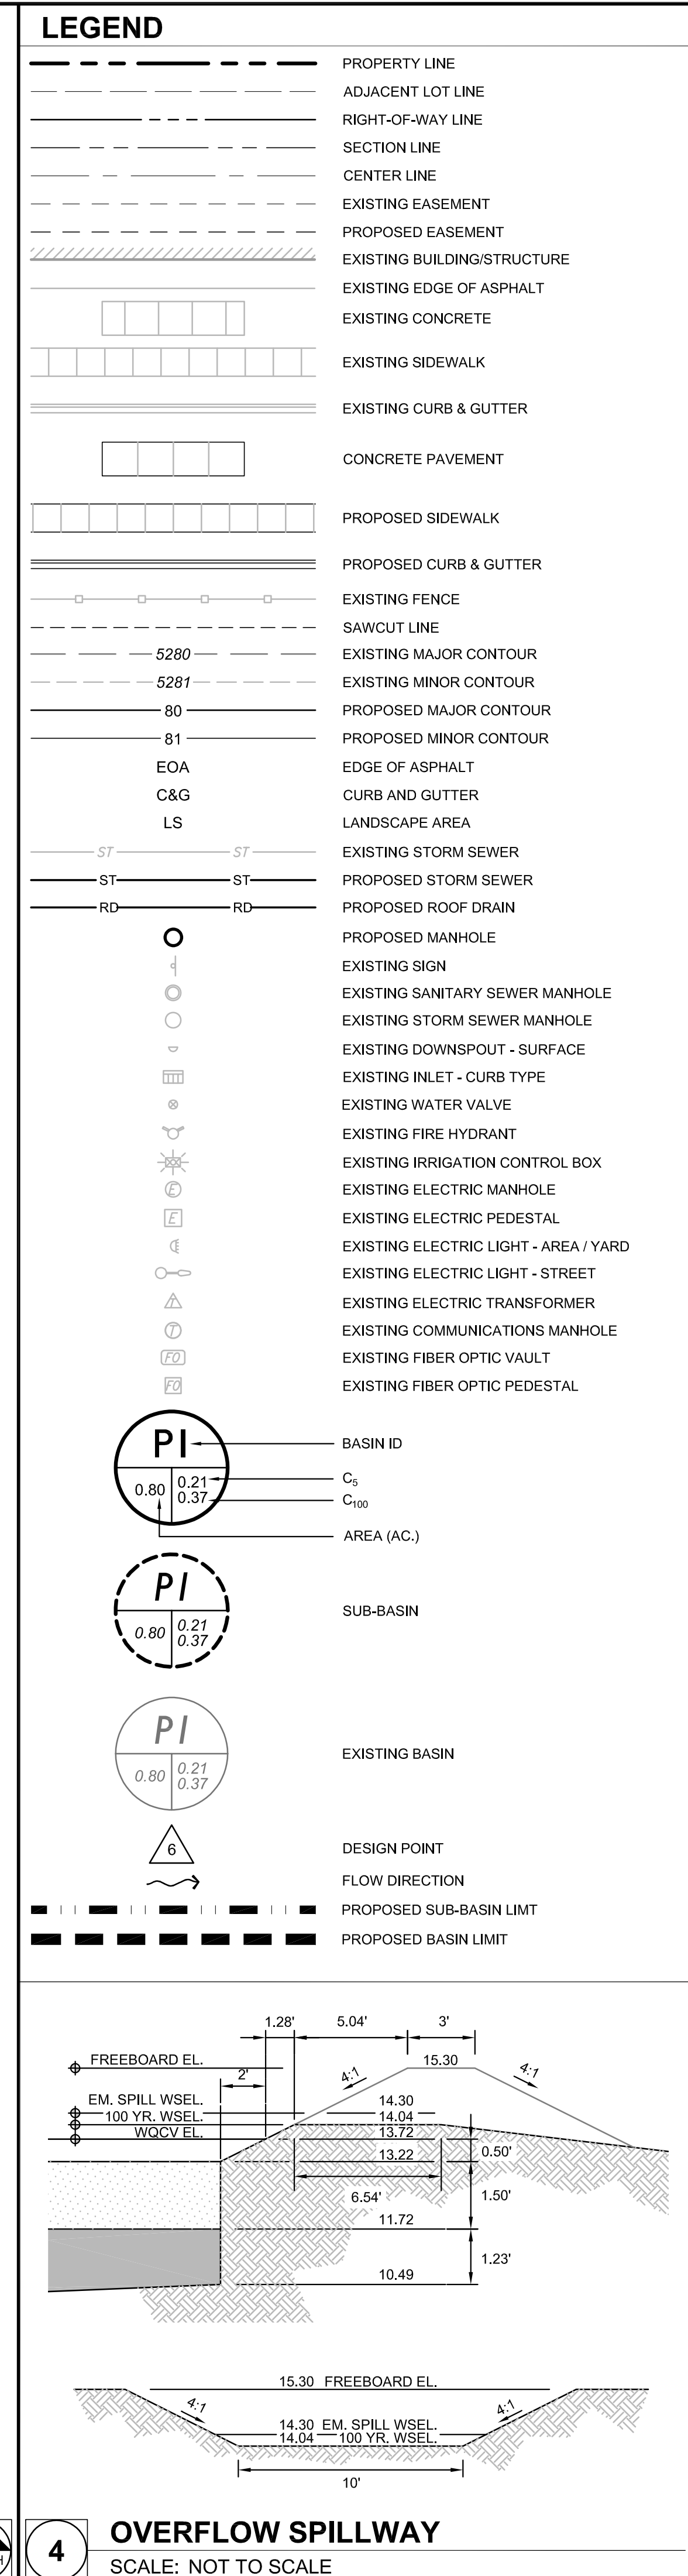 LEGEND
PROPERTY LINE
ADJACENT LOT LINE
RIGHT-OF-WAY LINE
SECTION LINE
CENTER LINE
EXISTING EASEMENT
PROPOSED EASEMENT
EXISTING BUILDING/STRUCTURE
EXISTING EDGE OF ASPHALT
EXISTING CONCRETE
EXISTING SIDEWALK
EXISTING CURB & GUTTER
CONCRETE PAVEMENT
PROPOSED SIDEWALK
PROPOSED CURB & GUTTER
EXISTING FENCE
SAWCUT LINE
5280 EXISTING MAJOR CONTOUR
5281 EXISTING MINOR CONTOUR
80 PROPOSED MAJOR CONTOUR
81 PROPOSED MINOR CONTOUR
EOA EDGE OF ASPHALT
C&G CURB AND GUTTER
LS LANDSCAPE AREA
ST ST EXISTING STORM SEWER
ST ST PROPOSED STORM SEWER
RD RD PROPOSED ROOF DRAIN
PROPOSED MANHOLE
EXISTING SIGN
EXISTING SANITARY SEWER MANHOLE
EXISTING STORM SEWER MANHOLE
EXISTING DOWNSPOUT - SURFACE
EXISTING INLET - CURB TYPE
EXISTING WATER VALVE
EXISTING FIRE HYDRANT
EXISTING IRRIGATION CONTROL BOX
E EXISTING ELECTRIC MANHOLE
E EXISTING ELECTRIC PEDESTAL
EXISTING ELECTRIC LIGHT - AREA / YARD
EXISTING ELECTRIC LIGHT - STREET
T EXISTING ELECTRIC TRANSFORMER
T EXISTING COMMUNICATIONS MANHOLE
FO EXISTING FIBER OPTIC VAULT
FO EXISTING FIBER OPTIC PEDESTAL
PI BASIN ID
0.80 0.21 C5
0.37 C100
AREA (AC.)
PI
SUB-BASIN
0.80 0.21
0.37
PI
EXISTING BASIN
0.80 0.21
0.37
6 DESIGN POINT
FLOW DIRECTION
PROPOSED SUB-BASIN LIMT
PROPOSED BASIN LIMIT
1.28' 5.04' 3'
FREEBOARD EL. 15.30
2' 4:1 4:1
EM. SPILL WSEL. 14.30
100 YR. WSEL. 14.04
WQCV EL. 13.72
13.22 0.50'
6.54' 1.50'
11.72
1.23'
10.49
15.30 FREEBOARD EL.
4:1 4:1
14.30 EM. SPILL WSEL.
14.04 100 YR. WSEL.
10'
4 OVERFLOW SPILLWAY
SCALE: NOT TO SCALE